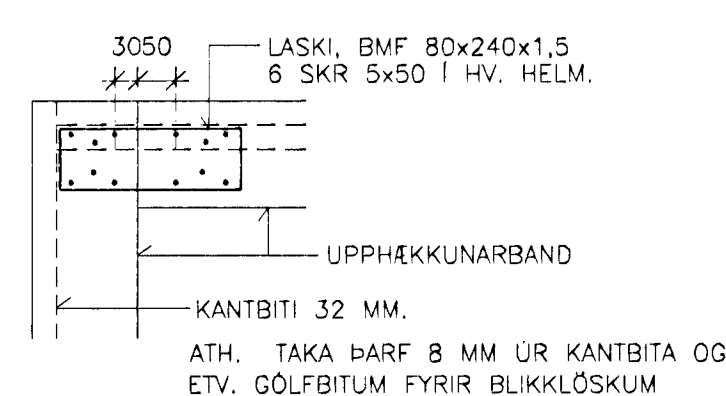 3050
LASKI, BMF 80x240x1,5
6 SKR 5x50 Í HV. HELM.
UPPHÆKKUNARBAND
KANTBITI 32 MM.
ATH. TAKA ÞARF 8 MM ÚR KANTBITA OG
ETV. GÓLFBITUM FYRIR BLIKKLÖSKUM